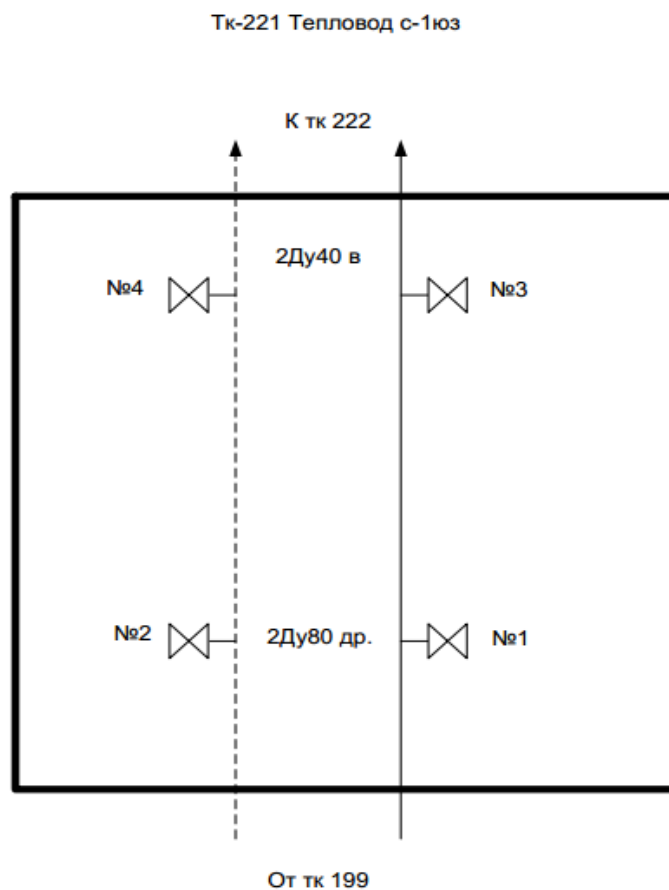 Тк-221 Тепловод с-1юз
К тк 222
2Ду40 в
№4
№3
№2
2Ду80 др.
№1
От тк 199